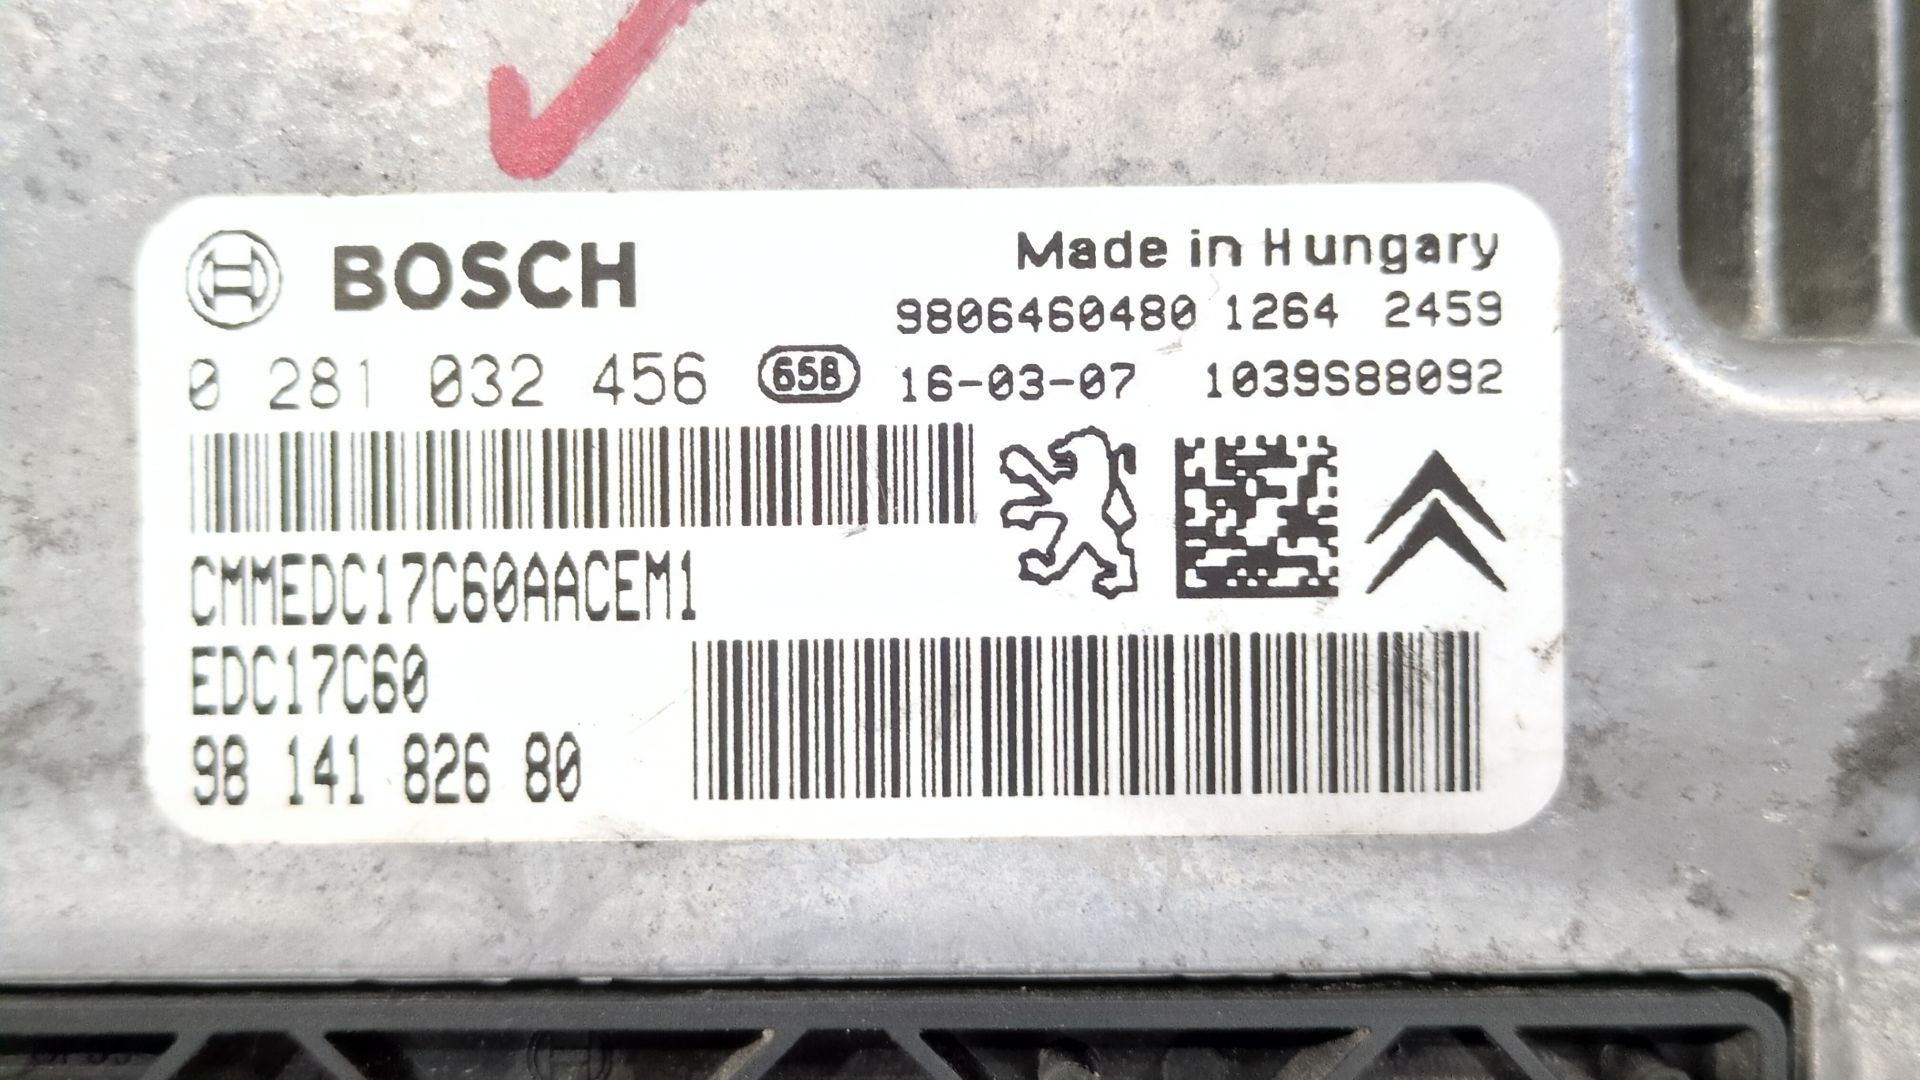 BOSCH
Made in Hungary
9806460480 1264 2459
0 281 032 456 658 16-03-07 1039S88092
CMMEDC17C60AACEM1
EDC17C60
98 141 826 80